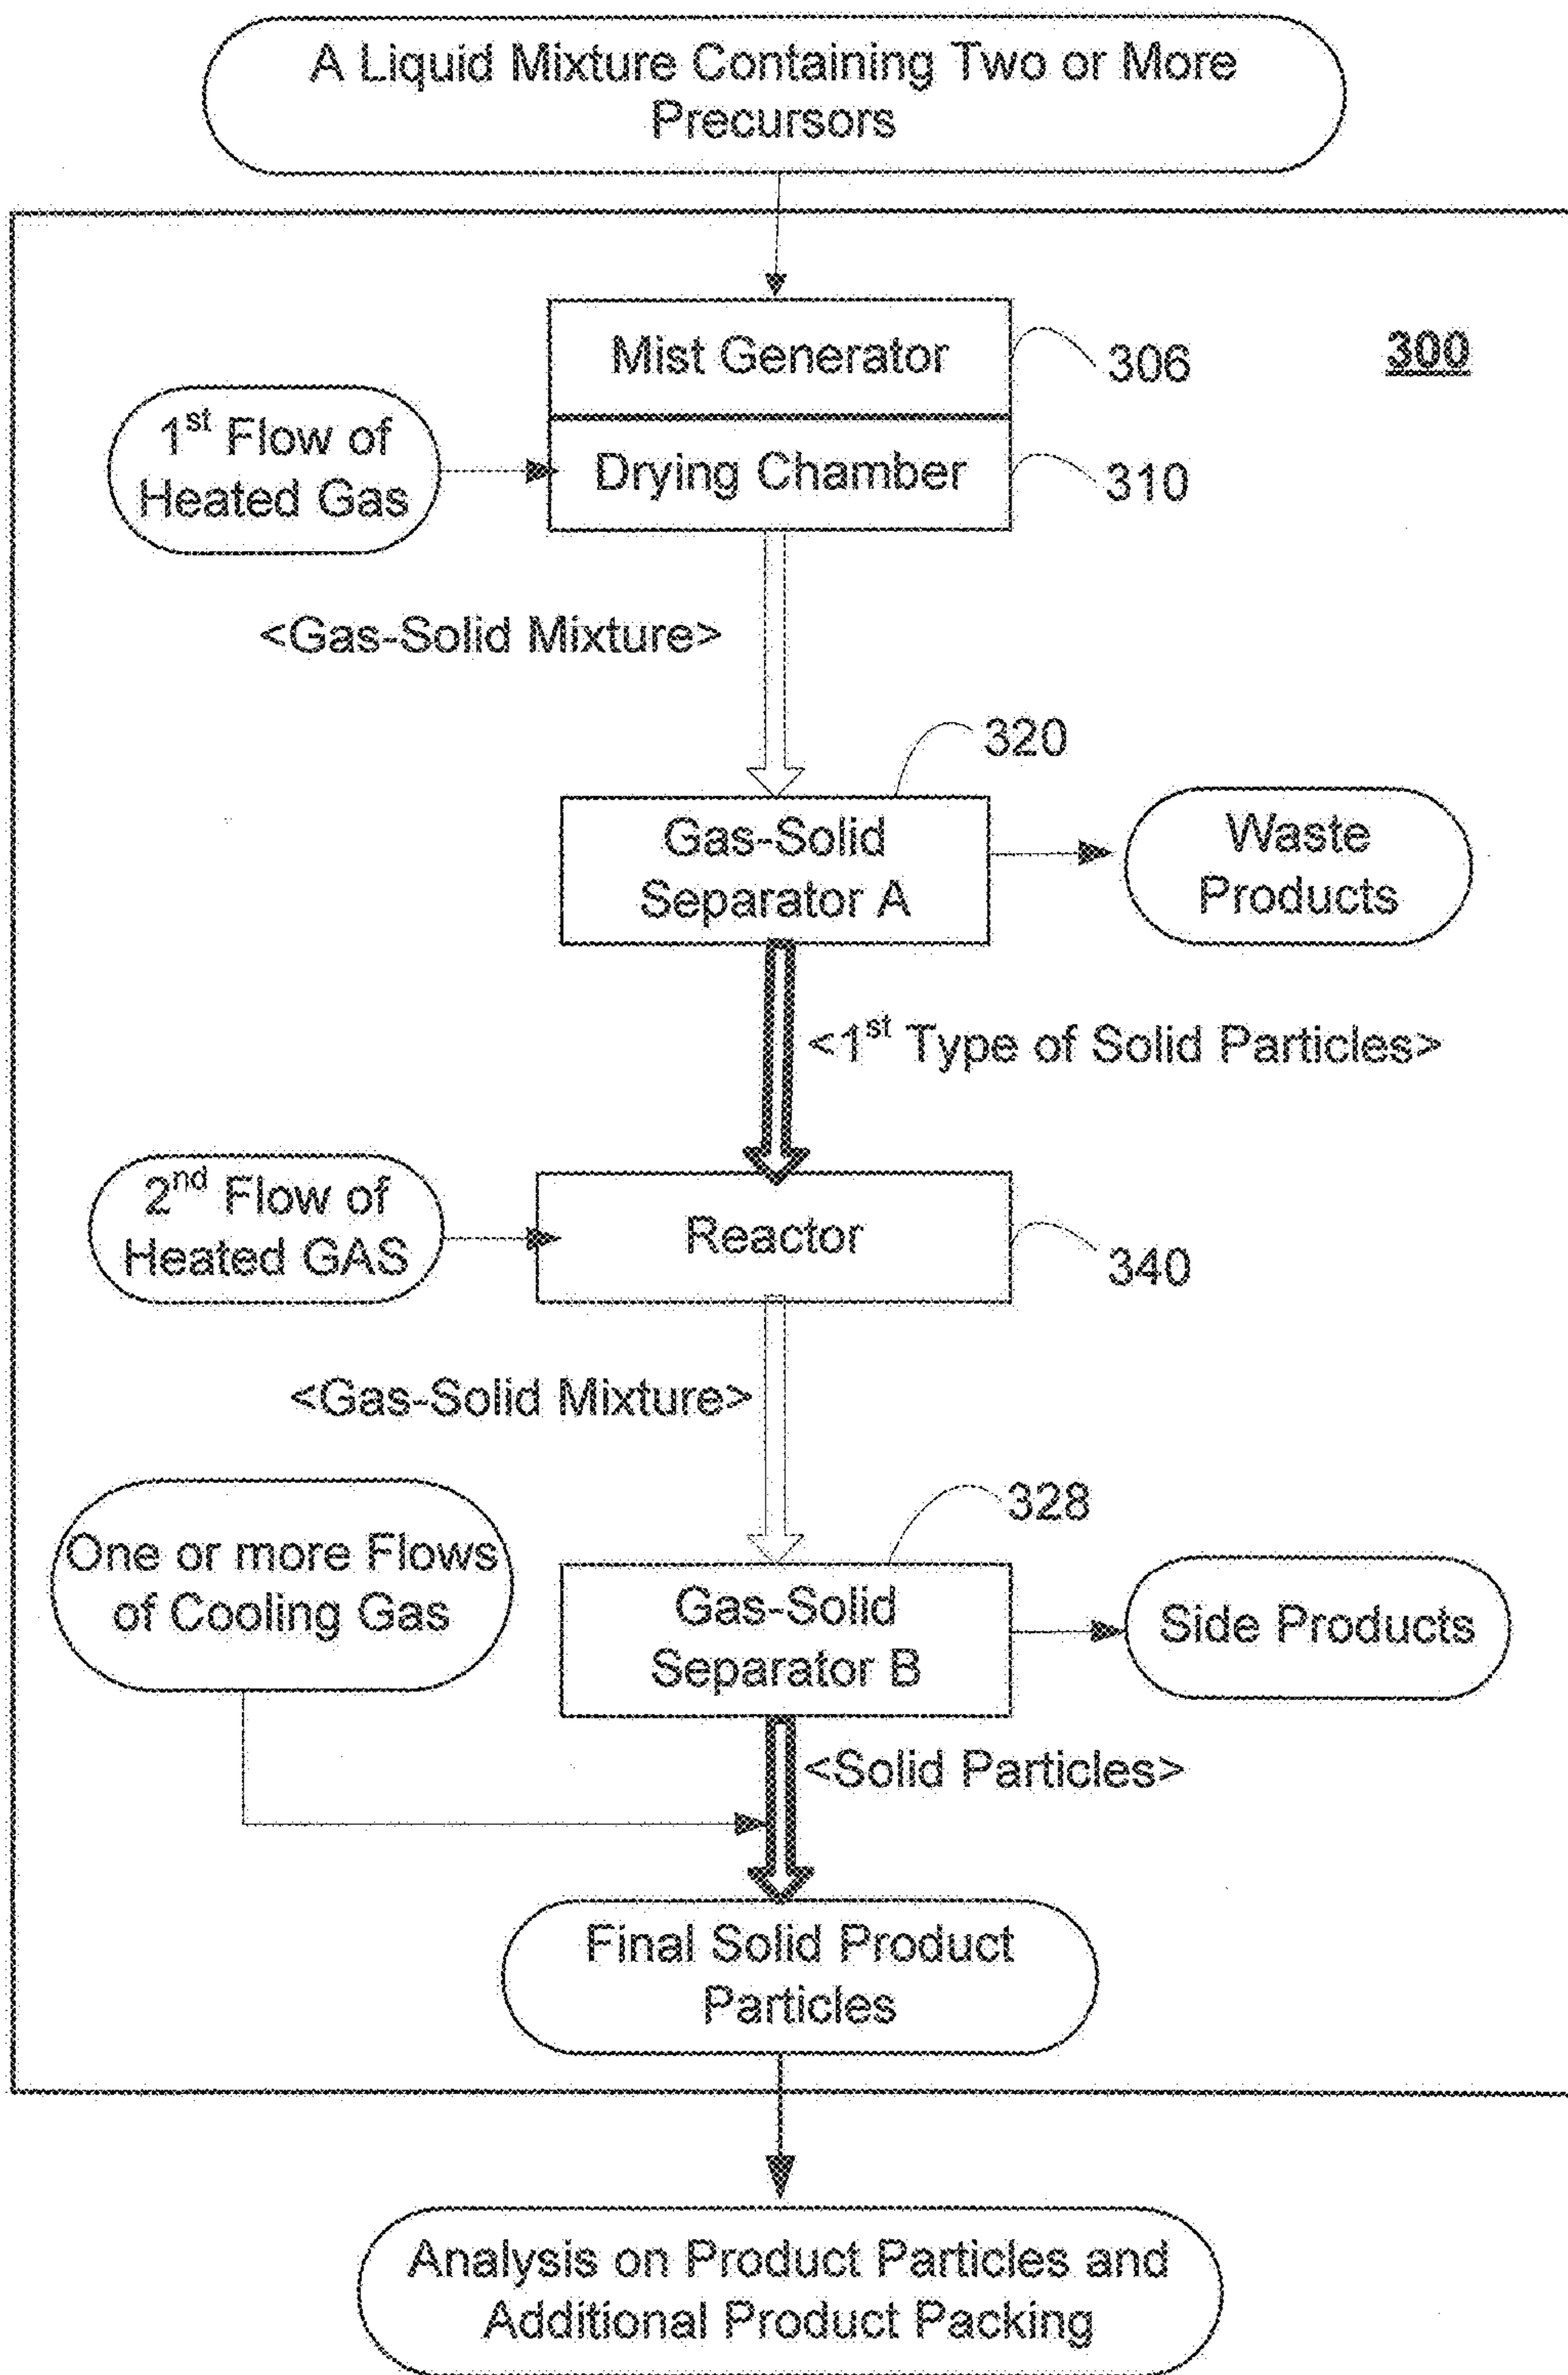 A Liquid Mixture Containing Two or More
Precursors
Mist Generator
306
300
1st Flow of
Heated Gas
Drying Chamber
310
<Gas-Solid Mixture>
320
Gas-Solid
Separator A
Waste
Products
<1st Type of Solid Particles>
2nd Flow of
Heated GAS
Reactor
340
<Gas-Solid Mixture>
328
One or more Flows
of Cooling Gas
Gas-Solid
Separator B
Side Products
<Solid Particles>
Final Solid Product
Particles
Analysis on Product Particles and
Additional Product Packing